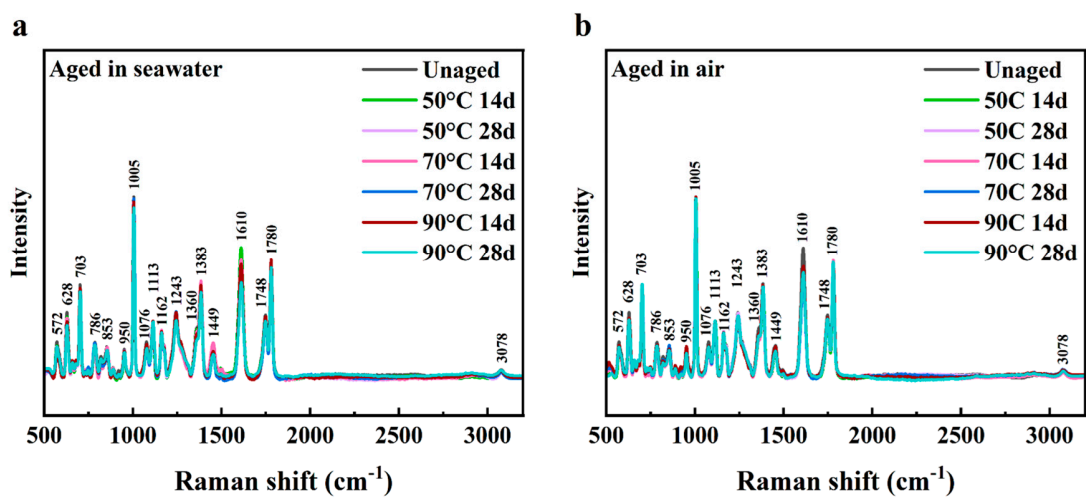 a
Aged in seawater
Unaged
50°C 14d
50°C 28d
70°C 14d
70°C 28d
90°C 14d
90°C 28d
572
628
703
786
853
950
1005
1076
1113
1162
1243
1360
1383
1449
1610
1748
1780
3078
Intensity
500 1000 1500 2000 2500 3000
Raman shift (cm⁻¹)
b
Aged in air
Unaged
50C 14d
50C 28d
70C 14d
70C 28d
90C 14d
90°C 28d
572
628
703
786
853
950
1005
1076
1113
1162
1243
1360
1383
1449
1610
1748
1780
3078
Intensity
500 1000 1500 2000 2500 3000
Raman shift (cm⁻¹)